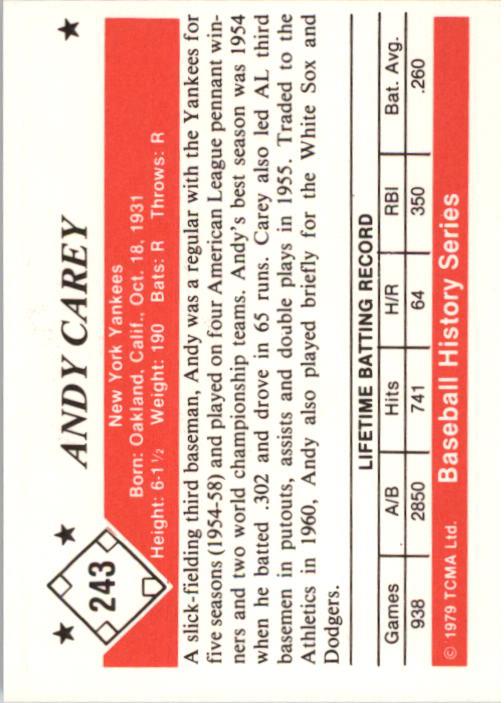 243
ANDY CAREY
New York Yankees
Born: Oakland, Calif., Oct. 18, 1931
Height: 6-1½ Weight: 190 Bats: R Throws: R
A slick-fielding third baseman, Andy was a regular with the Yankees for
five seasons (1954-58) and played on four American League pennant win-
ners and two world championship teams. Andy's best season was 1954
when he batted .302 and drove in 65 runs. Carey also led AL third
basemen in putouts, assists and double plays in 1955. Traded to the
Athletics in 1960, Andy also played briefly for the White Sox and
Dodgers.
LIFETIME BATTING RECORD
Games A/B Hits H/R RBI Bat. Avg.
938 2850 741 64 350 .260
© 1979 TCMA Ltd. Baseball History Series